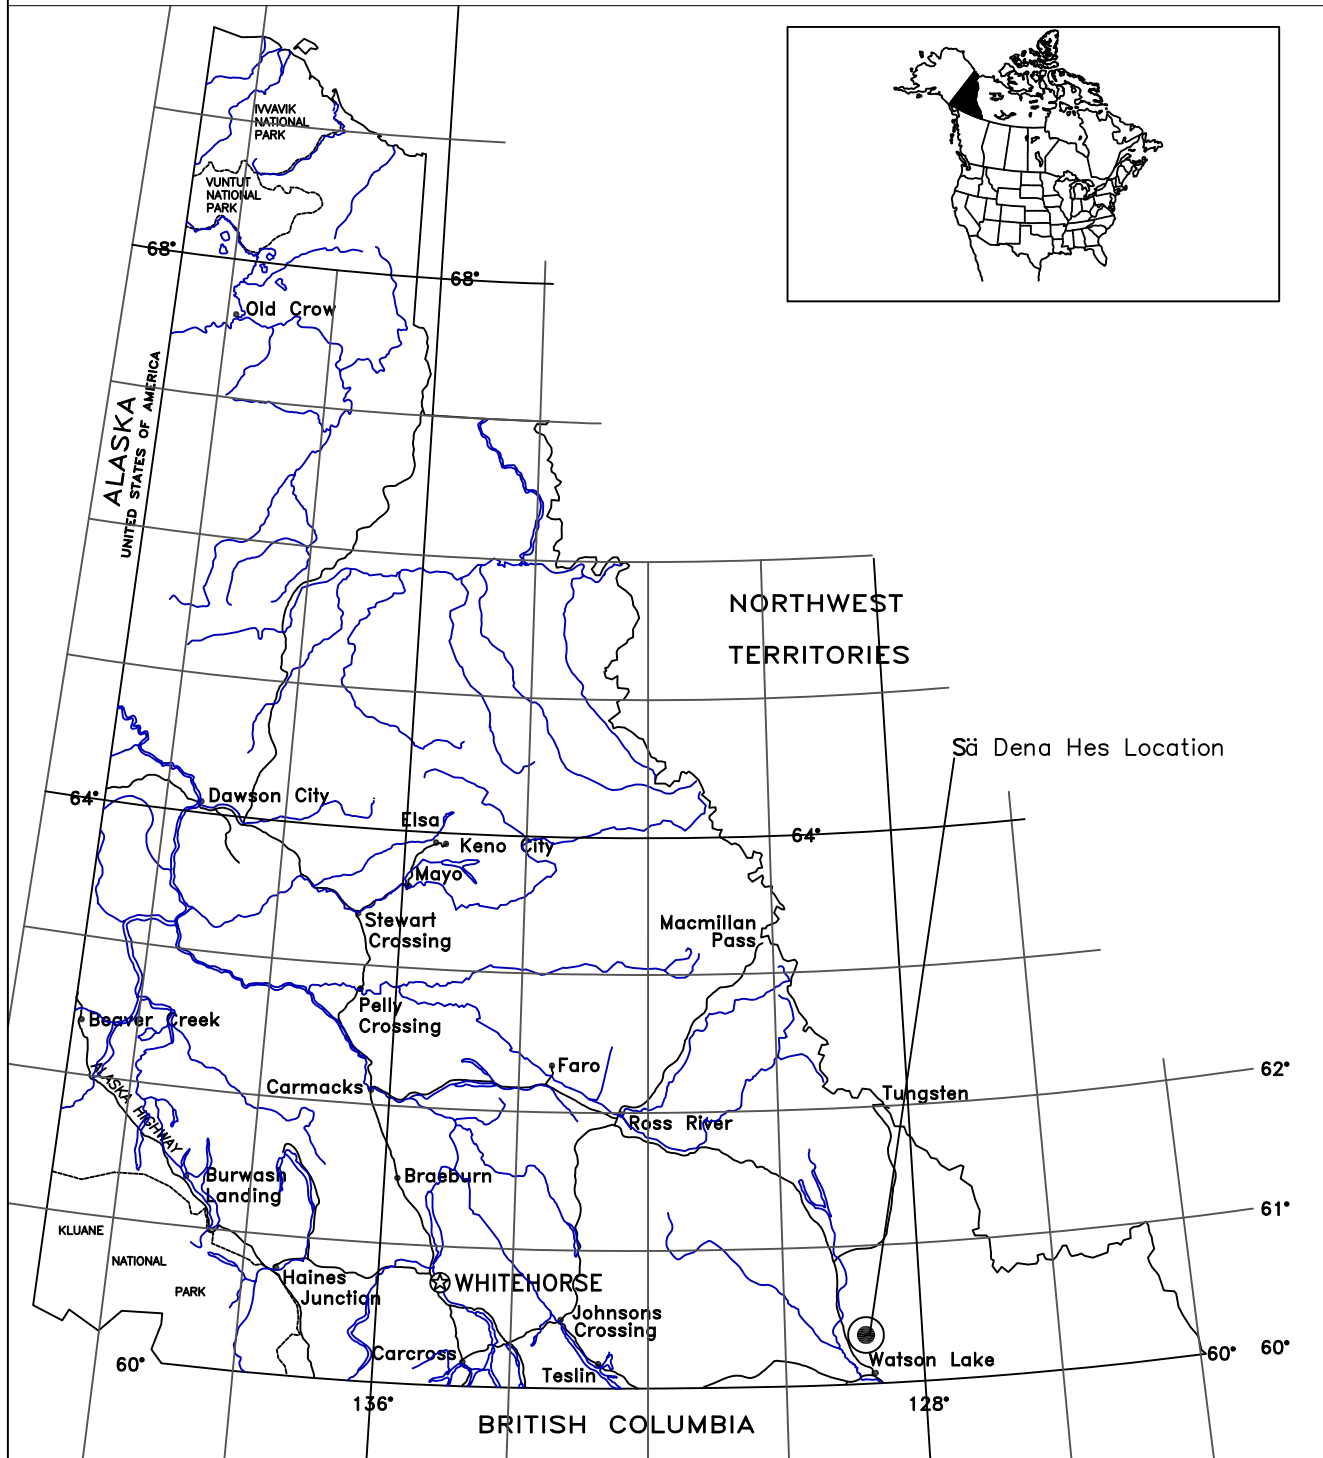 IVVAVIK
NATIONAL
PARK
VUNTUT
NATIONAL
PARK
68°
68°
Old Crow
ALASKA
UNITED STATES OF AMERICA
NORTHWEST
TERRITORIES
Sä Dena Hes Location
64°
Dawson City
Elsa
Keno City
64°
Mayo
Stewart
Crossing
Macmillan
Pass
Pelly
Crossing
Beaver Creek
ALASKA HIGHWAY
Faro
62°
Carmacks
Tungsten
Ross River
Burwash
Landing
Braeburn
61°
KLUANE
NATIONAL
PARK
Haines
Junction
WHITEHORSE
Johnsons
Crossing
Carcross
Teslin
Watson Lake
60°
60°
60°
136°
128°
BRITISH COLUMBIA